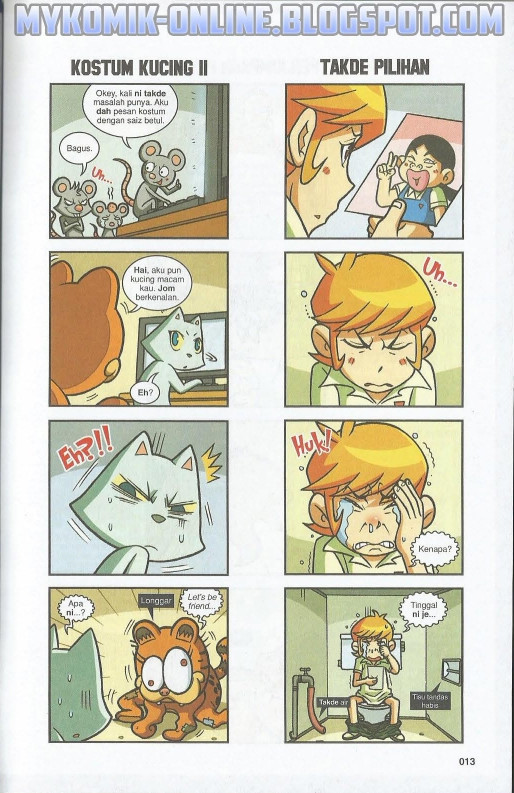 MYKOMIK-ONLINE.BLOGSPOT.COM
KOSTUM KUCING II
Okey, kali ni takde
masalah punya. Aku
dah pesan kostum
dengan saiz betul.
Bagus.
Uh...
Hai, aku pun
kucing macam
kau. Jom
berkenalan.
Eh?
Eh?!!
Apa
ni...?
Longgar
Let's be
friend...
TAKDE PILIHAN
Uh...
Huk!
Kenapa?
Tinggal
ni je...
Takde air
Tisu tandas
habis
013